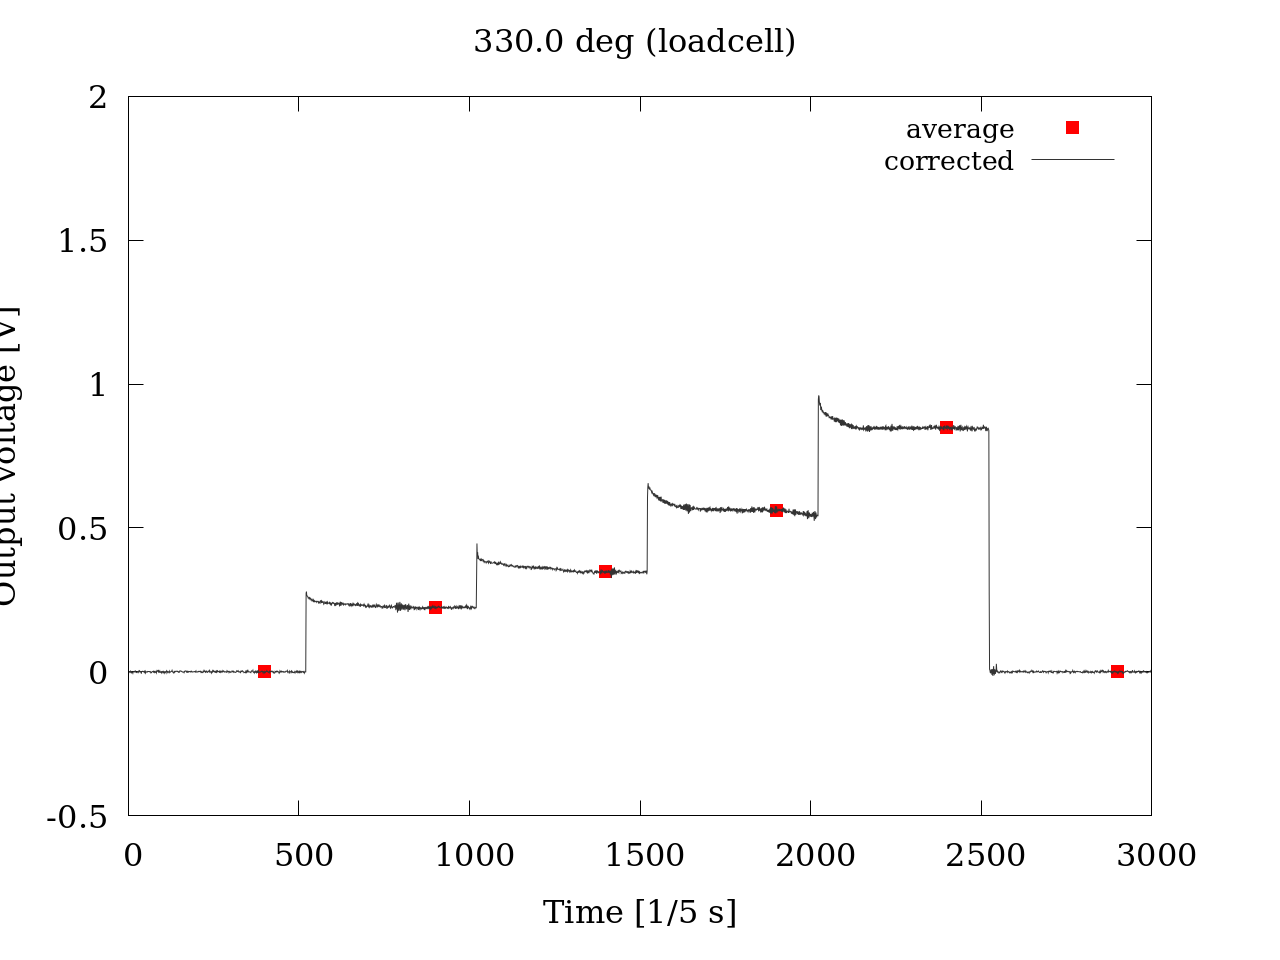 330.0 deg (loadcell)
average
corrected
2
1.5
1
0.5
0
-0.5
Output voltage [V]
0 500 1000 1500 2000 2500 3000
Time [1/5 s]